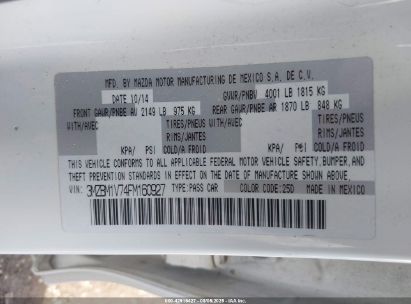 MFD. BY MAZDA MOTOR MANUFACTURING DE MEXICO S.A. DE C.V.
DATE 10/14 GVWR/PNBV 4001 LB 1815 KG
FRONT GAWR/PNBE AV 2149 LB 975 KG REAR GAWR/PNBE AR 1870 LB 848 KG
WITH/AVEC TIRES/PNEUS WITH/AVEC TIRES/PNEUS
RIMS/JANTES RIMS/JANTES
KPA/ PSI/ COLD/A FROID KPA/ PSI/ COLD/A FROID
THIS VEHICLE CONFORMS TO ALL APPLICABLE FEDERAL MOTOR VEHICLE SAFETY, BUMPER, AND
THEFT PREVENTION STANDARDS IN EFFECT ON THE DATE OF MANUFACTURE SHOWN ABOVE.
3MZBM1V74FM160927 TYPE: PASS CAR COLOR CODE: 25D MADE IN MEXICO